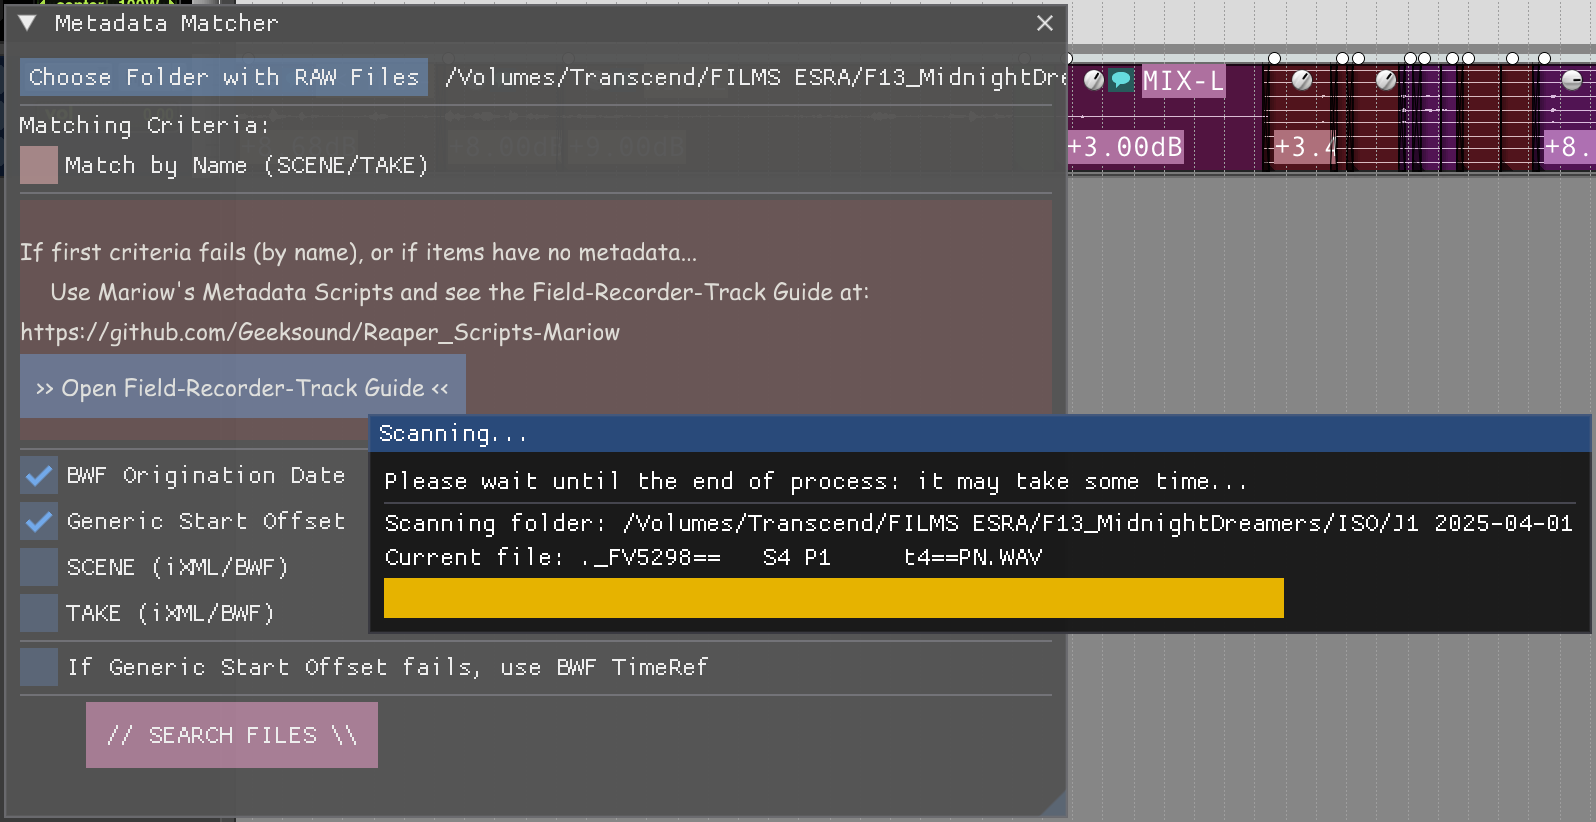 Metadata Matcher
Choose Folder with RAW Files /Volumes/Transcend/FILMS ESRA/F13_MidnightDre
MIX-L
Matching Criteria:
+3.00dB +3.4 +8.
Match by Name (SCENE/TAKE)
If first criteria fails (by name), or if items have no metadata...
Use Mariow's Metadata Scripts and see the Field-Recorder-Track Guide at:
https://github.com/Geeksound/Reaper_Scripts-Mariow
>> Open Field-Recorder-Track Guide <<
Scanning...
Please wait until the end of process: it may take some time...
Scanning folder: /Volumes/Transcend/FILMS ESRA/F13_MidnightDreamers/ISO/J1 2025-04-01
Current file: ._FV5298== S4 P1 t4==PN.WAV
BWF Origination Date
Generic Start Offset
SCENE (iXML/BWF)
TAKE (iXML/BWF)
If Generic Start Offset fails, use BWF TimeRef
// SEARCH FILES \\